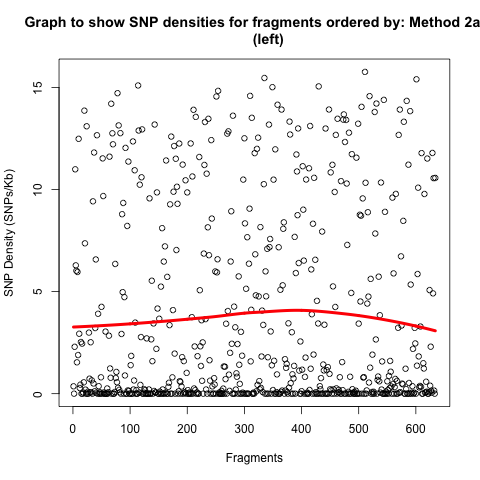 Graph to show SNP densities for fragments ordered by: Method 2a
(left)
SNP Density (SNPs/Kb)
15
10
5
0
0 100 200 300 400 500 600
Fragments